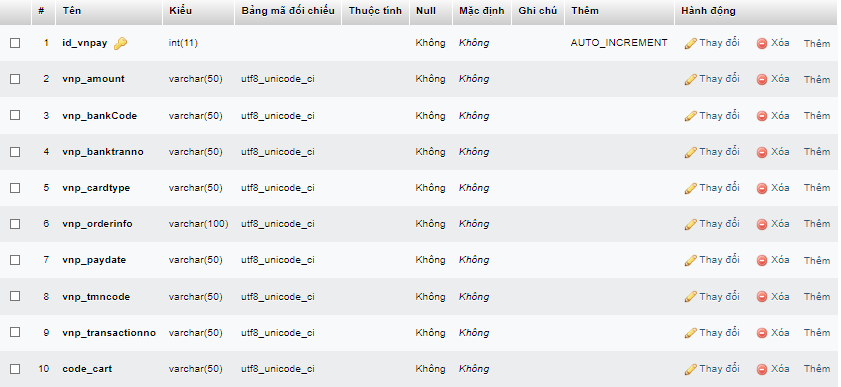 # Tên Kiểu Bảng mã đối chiếu Thuộc tính Null Mặc định Ghi chú Thêm Hành động
1 id_vnpay int(11) Không Không AUTO_INCREMENT Thay đổi Xóa Thêm
2 vnp_amount varchar(50) utf8_unicode_ci Không Không Thay đổi Xóa Thêm
3 vnp_bankCode varchar(50) utf8_unicode_ci Không Không Thay đổi Xóa Thêm
4 vnp_banktranno varchar(50) utf8_unicode_ci Không Không Thay đổi Xóa Thêm
5 vnp_cardtype varchar(50) utf8_unicode_ci Không Không Thay đổi Xóa Thêm
6 vnp_orderinfo varchar(100) utf8_unicode_ci Không Không Thay đổi Xóa Thêm
7 vnp_paydate varchar(50) utf8_unicode_ci Không Không Thay đổi Xóa Thêm
8 vnp_tmncode varchar(50) utf8_unicode_ci Không Không Thay đổi Xóa Thêm
9 vnp_transactionno varchar(50) utf8_unicode_ci Không Không Thay đổi Xóa Thêm
10 code_cart varchar(50) utf8_unicode_ci Không Không Thay đổi Xóa Thêm